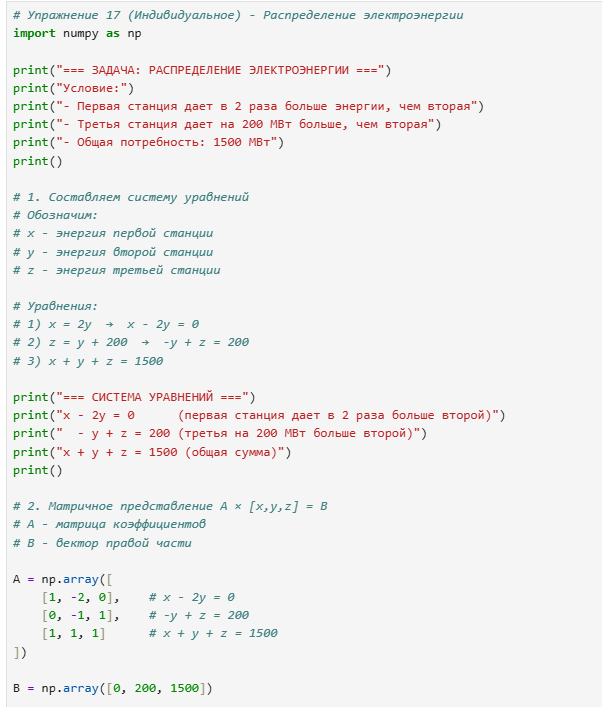 # Упражнение 17 (Индивидуальное) - Распределение электроэнергии
import numpy as np
print("=== ЗАДАЧА: РАСПРЕДЕЛЕНИЕ ЭЛЕКТРОЭНЕРГИИ ===")
print("Условие:")
print("- Первая станция дает в 2 раза больше энергии, чем вторая")
print("- Третья станция дает на 200 МВт больше, чем вторая")
print("- Общая потребность: 1500 МВт")
print()
# 1. Составляем систему уравнений
# Обозначим:
# x - энергия первой станции
# y - энергия второй станции
# z - энергия третьей станции
# Уравнения:
# 1) x = 2y  →  x - 2y = 0
# 2) z = y + 200  →  -y + z = 200
# 3) x + y + z = 1500
print("=== СИСТЕМА УРАВНЕНИЙ ===")
print("x - 2y = 0      (первая станция дает в 2 раза больше второй)")
print("  - y + z = 200 (третья на 200 МВт больше второй)")
print("x + y + z = 1500 (общая сумма)")
print()
# 2. Матричное представление A × [x,y,z] = B
# A - матрица коэффициентов
# B - вектор правой части
A = np.array([
    [1, -2, 0],    # x - 2y = 0
    [0, -1, 1],    # -y + z = 200
    [1, 1, 1]      # x + y + z = 1500
])
B = np.array([0, 200, 1500])